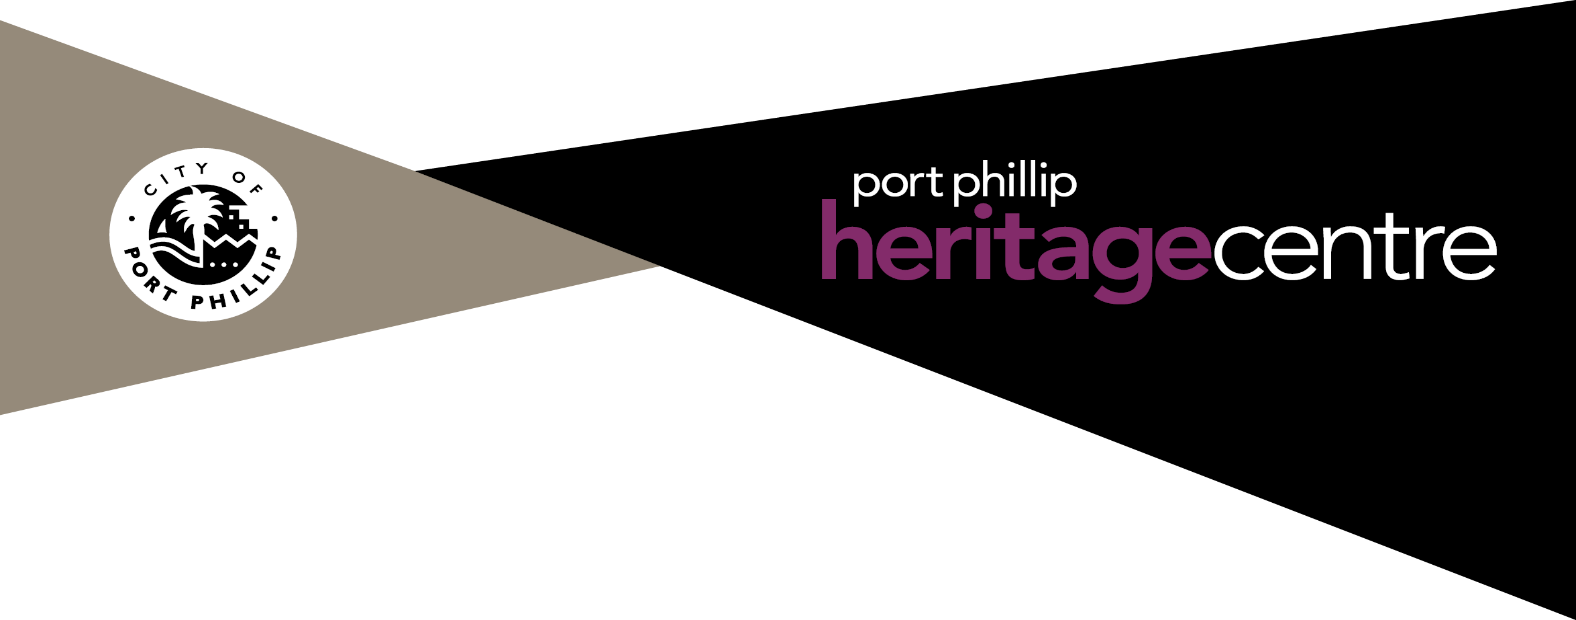 CITY OF
PORT PHILLIP
port phillip
heritagecentre